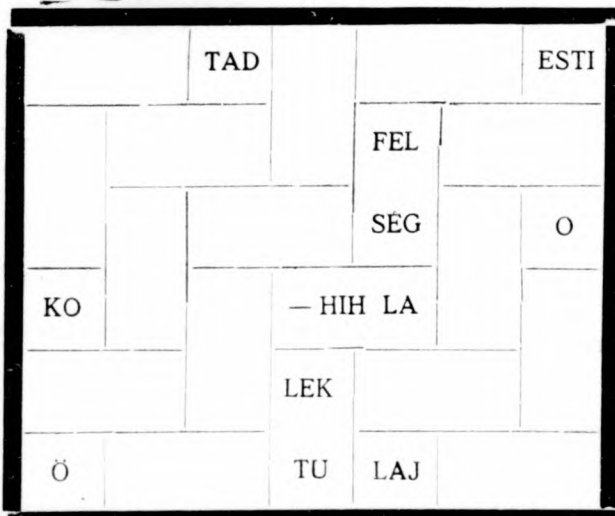 TAD ESTI
FEL
SÉG O
KO — HIH LA
LEK
Ö TU LAJ